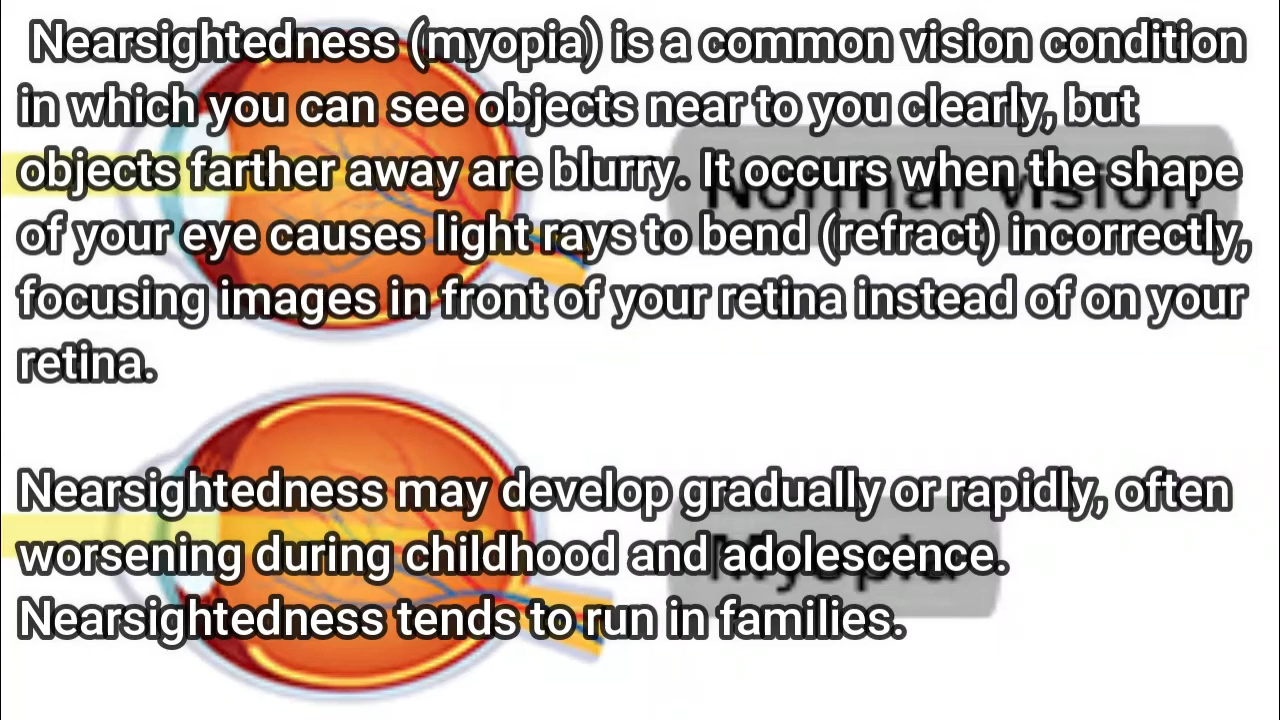 Nearsightedness (myopia) is a common vision condition
in which you can see objects near to you clearly, but
objects farther away are blurry. It occurs when the shape
of your eye causes light rays to bend (refract) incorrectly,
focusing images in front of your retina instead of on your
retina.
Normal vision
Nearsightedness may develop gradually or rapidly, often
worsening during childhood and adolescence.
Nearsightedness tends to run in families.
Myopia